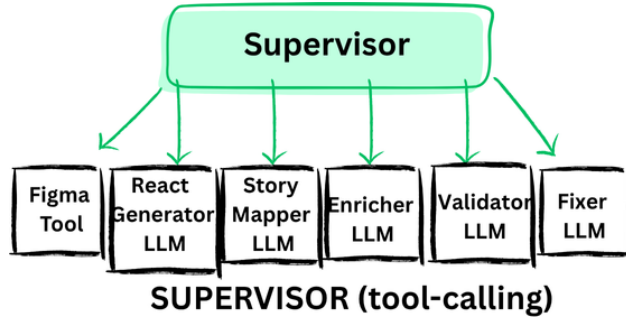 Supervisor
Figma
Tool
React
Generator
LLM
Story
Mapper
LLM
Enricher
LLM
Validator
LLM
Fixer
LLM
SUPERVISOR (tool-calling)